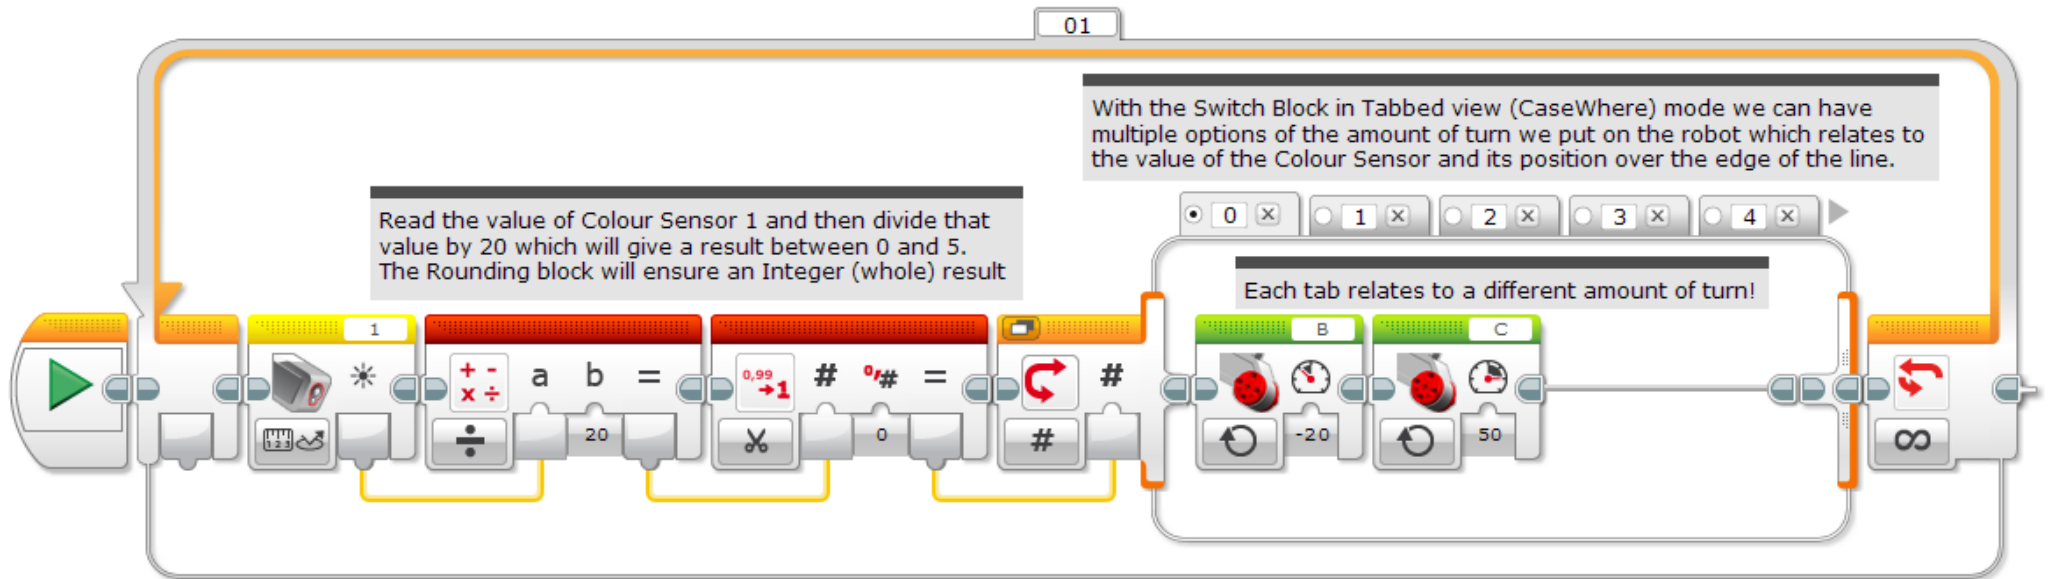 01
With the Switch Block in Tabbed view (CaseWhere) mode we can have
multiple options of the amount of turn we put on the robot which relates to
the value of the Colour Sensor and its position over the edge of the line.
Read the value of Colour Sensor 1 and then divide that
value by 20 which will give a result between 0 and 5.
The Rounding block will ensure an Integer (whole) result
0 1 2 3 4
Each tab relates to a different amount of turn!
1 B C
+ - x ÷ a b = 0,99 →1 # 0/# = #
123 ÷ 20 0 # -20 50 ∞